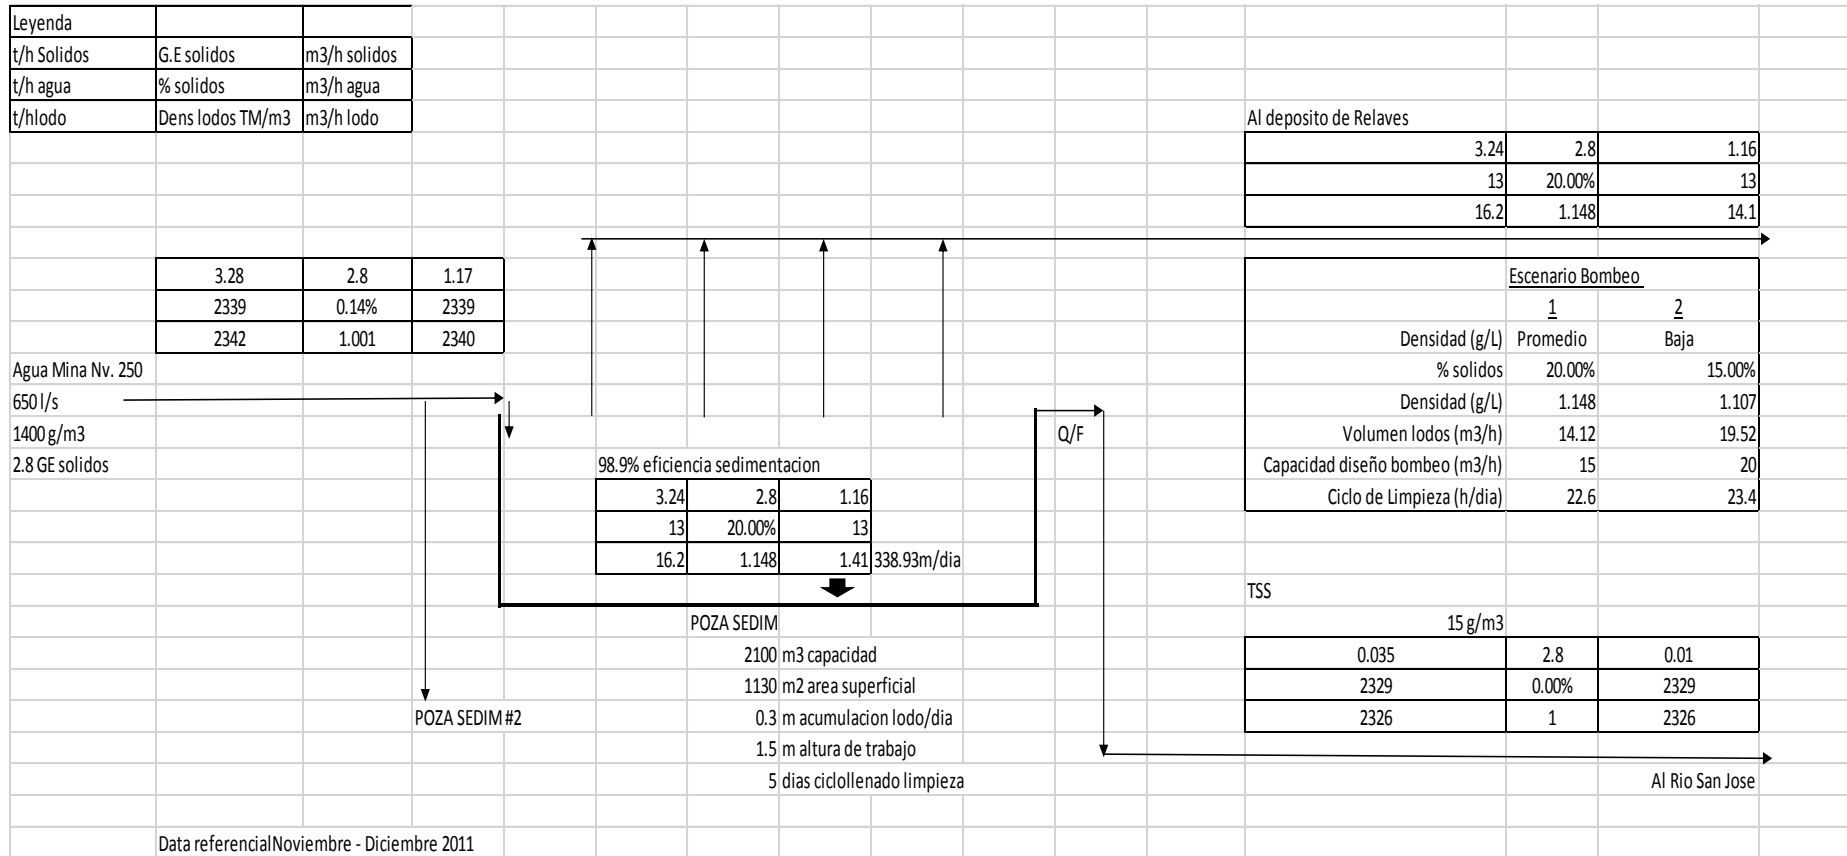 Leyenda
t/h Solidos G.E solidos m3/h solidos
t/h agua % solidos m3/h agua
t/hlodo Dens lodos TM/m3 m3/h lodo
Al deposito de Relaves
3.24 2.8 1.16
13 20.00% 13
16.2 1.148 14.1
3.28 2.8 1.17
2339 0.14% 2339
2342 1.001 2340
Agua Mina Nv. 250
650 l/s
1400 g/m3
2.8 GE solidos
Escenario Bombeo
1 2
Densidad (g/L) Promedio Baja
% solidos 20.00% 15.00%
Densidad (g/L) 1.148 1.107
Volumen lodos (m3/h) 14.12 19.52
Capacidad diseño bombeo (m3/h) 15 20
Ciclo de Limpieza (h/dia) 22.6 23.4
Q/F
98.9% eficiencia sedimentacion
3.24 2.8 1.16
13 20.00% 13
16.2 1.148 1.41 338.93m/dia
POZA SEDIM
2100 m3 capacidad
1130 m2 area superficial
0.3 m acumulacion lodo/dia
1.5 m altura de trabajo
5 dias ciclollenado limpieza
POZA SEDIM #2
TSS
15 g/m3
0.035 2.8 0.01
2329 0.00% 2329
2326 1 2326
Al Rio San Jose
Data referencialNoviembre - Diciembre 2011